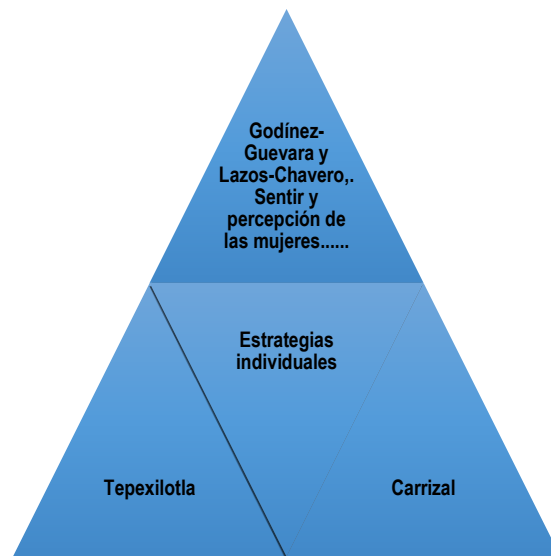 Godínez-
Guevara y
Lazos-Chavero,.
Sentir y
percepción de
las mujeres......
Estrategias
individuales
Tepexilotla
Carrizal